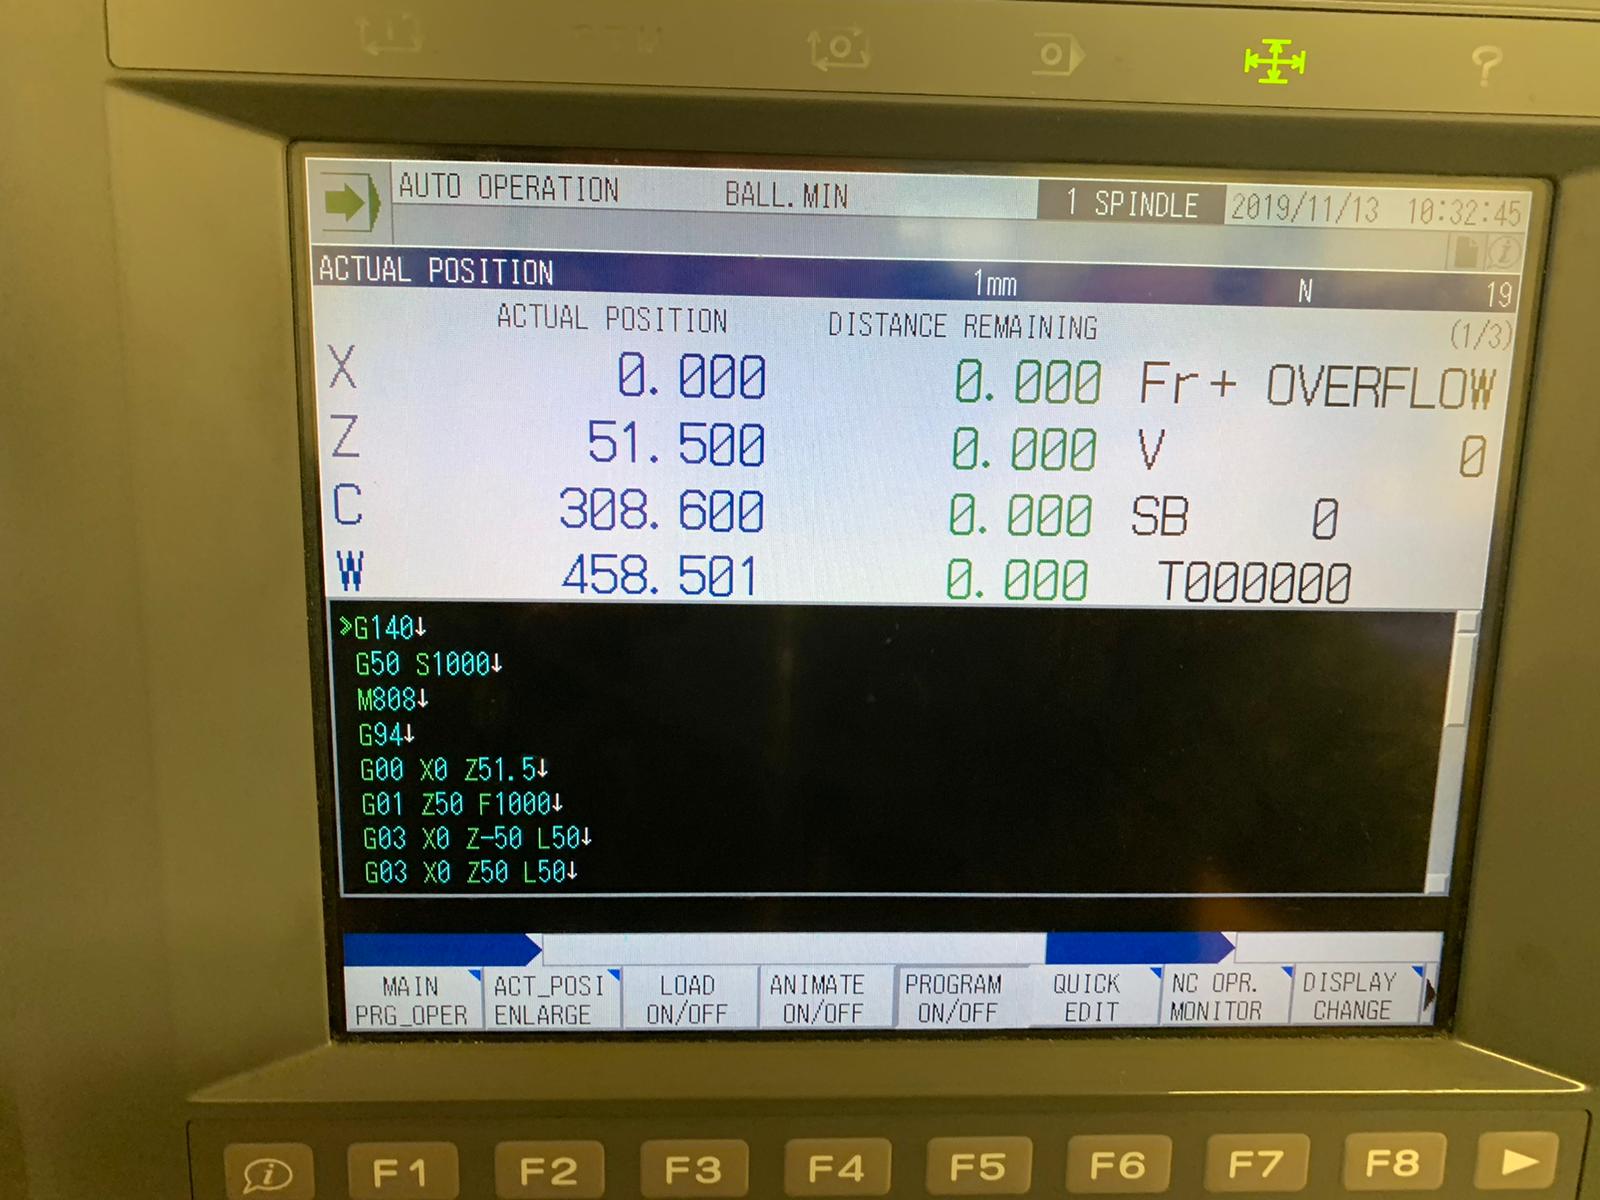 AUTO OPERATION BALL.MIN 1 SPINDLE 2019/11/13 10:32:45
ACTUAL POSITION 1mm N 19
ACTUAL POSITION DISTANCE REMAINING (1/3)
X 0.000 0.000 Fr+ OVERFLOW
Z 51.500 0.000 V 0
C 308.600 0.000 SB 0
W 458.501 0.000 T000000
»G140↓
G50 S1000↓
M808↓
G94↓
G00 X0 Z51.5↓
G01 Z50 F1000↓
G03 X0 Z-50 L50↓
G03 X0 Z50 L50↓
MAIN PRG_OPER
ACT_POSI ENLARGE
LOAD ON/OFF
ANIMATE ON/OFF
PROGRAM ON/OFF
QUICK EDIT
NC OPR. MONITOR
DISPLAY CHANGE
i F1 F2 F3 F4 F5 F6 F7 F8